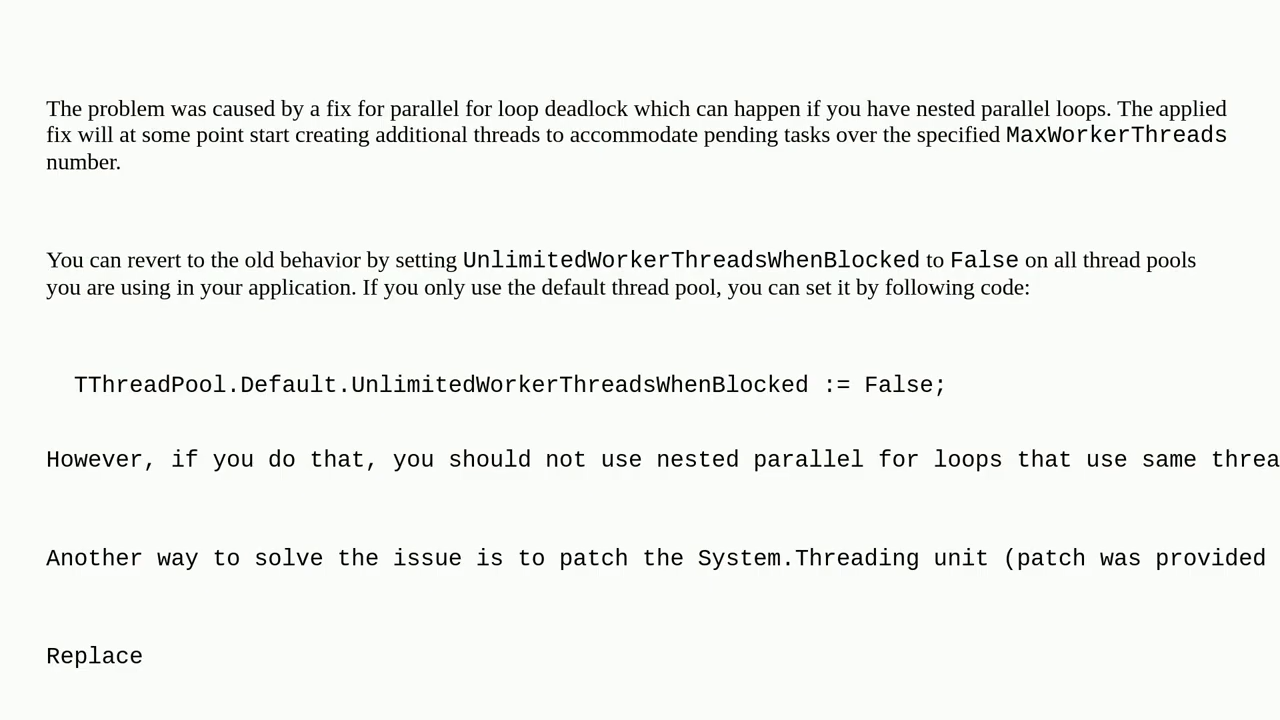 The problem was caused by a fix for parallel for loop deadlock which can happen if you have nested parallel loops. The applied
fix will at some point start creating additional threads to accommodate pending tasks over the specified MaxWorkerThreads
number.
You can revert to the old behavior by setting UnlimitedWorkerThreadsWhenBlocked to False on all thread pools
you are using in your application. If you only use the default thread pool, you can set it by following code:
TThreadPool.Default.UnlimitedWorkerThreadsWhenBlocked := False;
However, if you do that, you should not use nested parallel for loops that use same threa
Another way to solve the issue is to patch the System.Threading unit (patch was provided
Replace